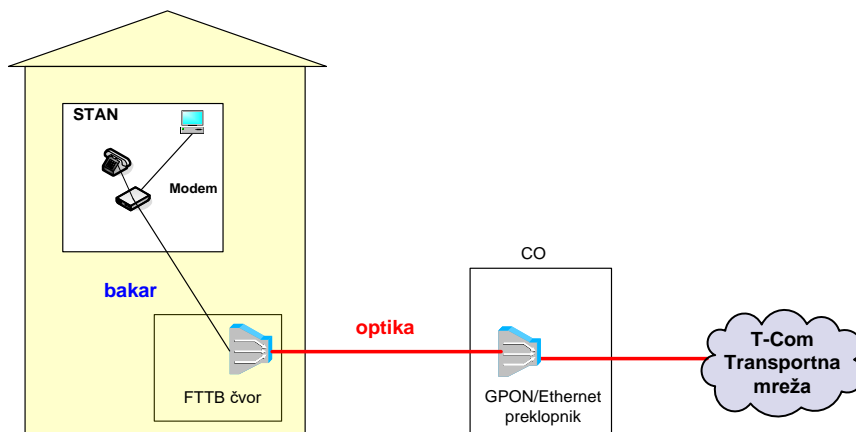 STAN
Modem
bakar
FTTB čvor
optika
CO
GPON/Ethernet
preklopnik
T-Com
Transportna
mreža